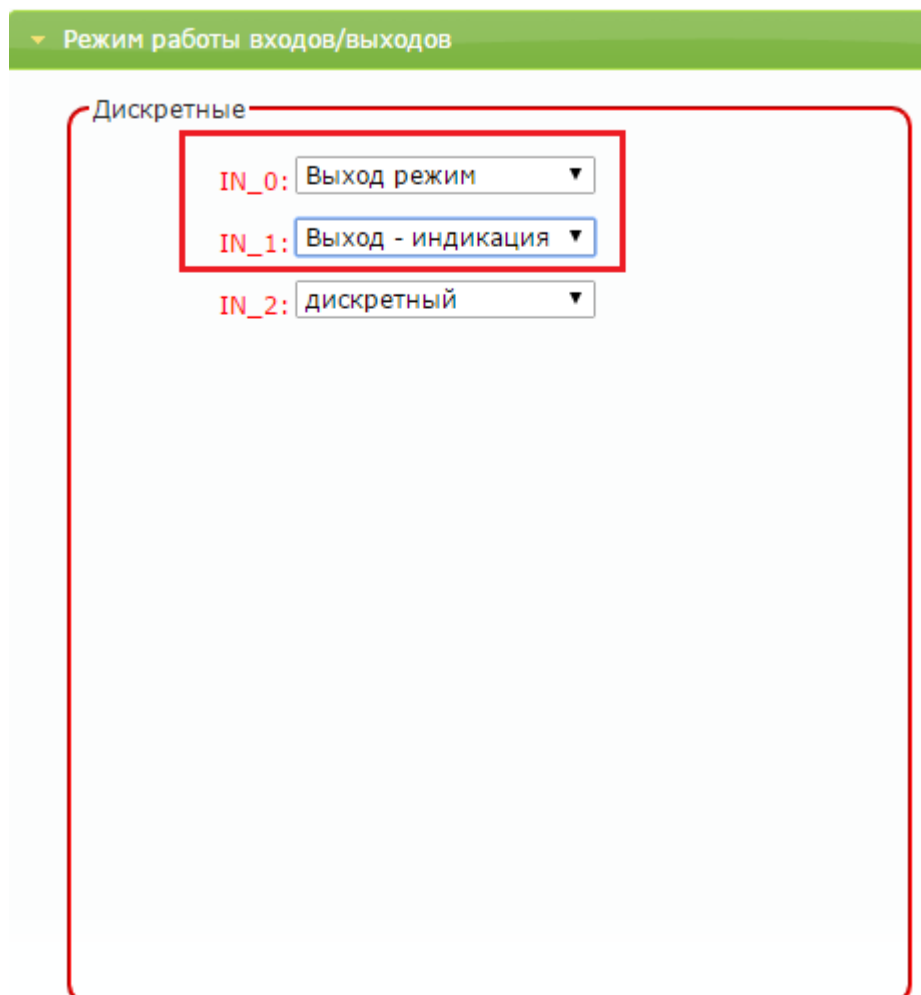 Режим работы входов/выходов
Дискретные
IN_0: Выход режим
IN_1: Выход - индикация
IN_2: дискретный